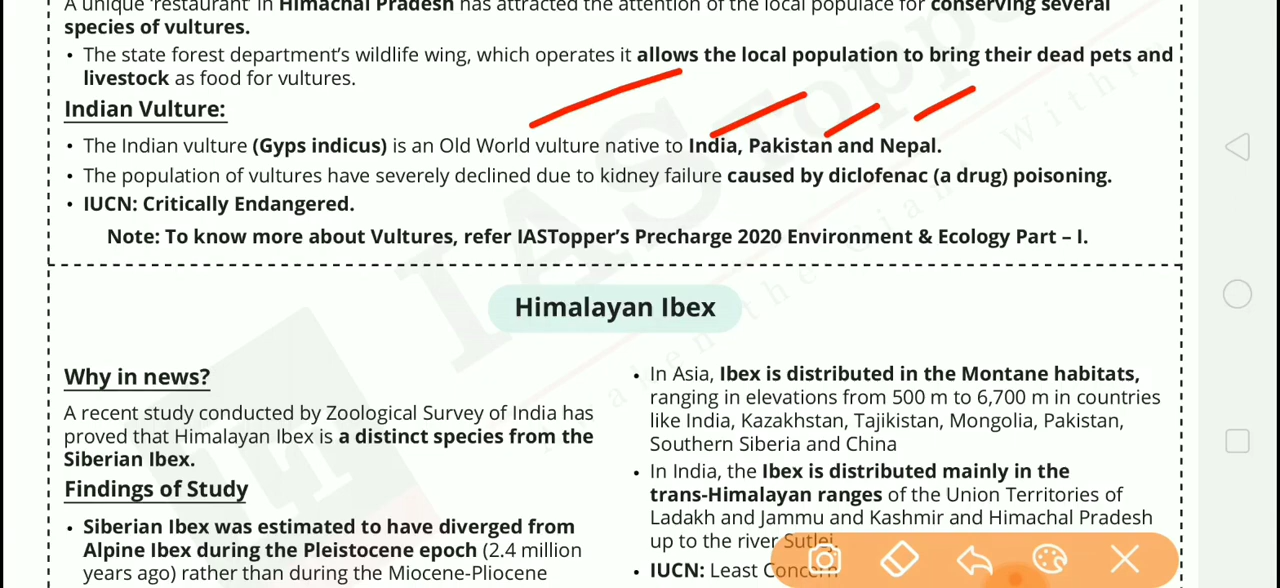 A unique 'restaurant' in Himachal Pradesh has attracted the attention of the local populace for conserving several
species of vultures.
• The state forest department's wildlife wing, which operates it allows the local population to bring their dead pets and
livestock as food for vultures.
Indian Vulture:
• The Indian vulture (Gyps indicus) is an Old World vulture native to India, Pakistan and Nepal.
• The population of vultures have severely declined due to kidney failure caused by diclofenac (a drug) poisoning.
• IUCN: Critically Endangered.
Note: To know more about Vultures, refer IASTopper's Precharge 2020 Environment & Ecology Part – I.
Himalayan Ibex
Why in news?
A recent study conducted by Zoological Survey of India has
proved that Himalayan Ibex is a distinct species from the
Siberian Ibex.
Findings of Study
• Siberian Ibex was estimated to have diverged from
Alpine Ibex during the Pleistocene epoch (2.4 million
years ago) rather than during the Miocene-Pliocene
• In Asia, Ibex is distributed in the Montane habitats,
ranging in elevations from 500 m to 6,700 m in countries
like India, Kazakhstan, Tajikistan, Mongolia, Pakistan,
Southern Siberia and China
• In India, the Ibex is distributed mainly in the
trans-Himalayan ranges of the Union Territories of
Ladakh and Jammu and Kashmir and Himachal Pradesh
up to the river Sutlej.
• IUCN: Least Concern
IASTopper